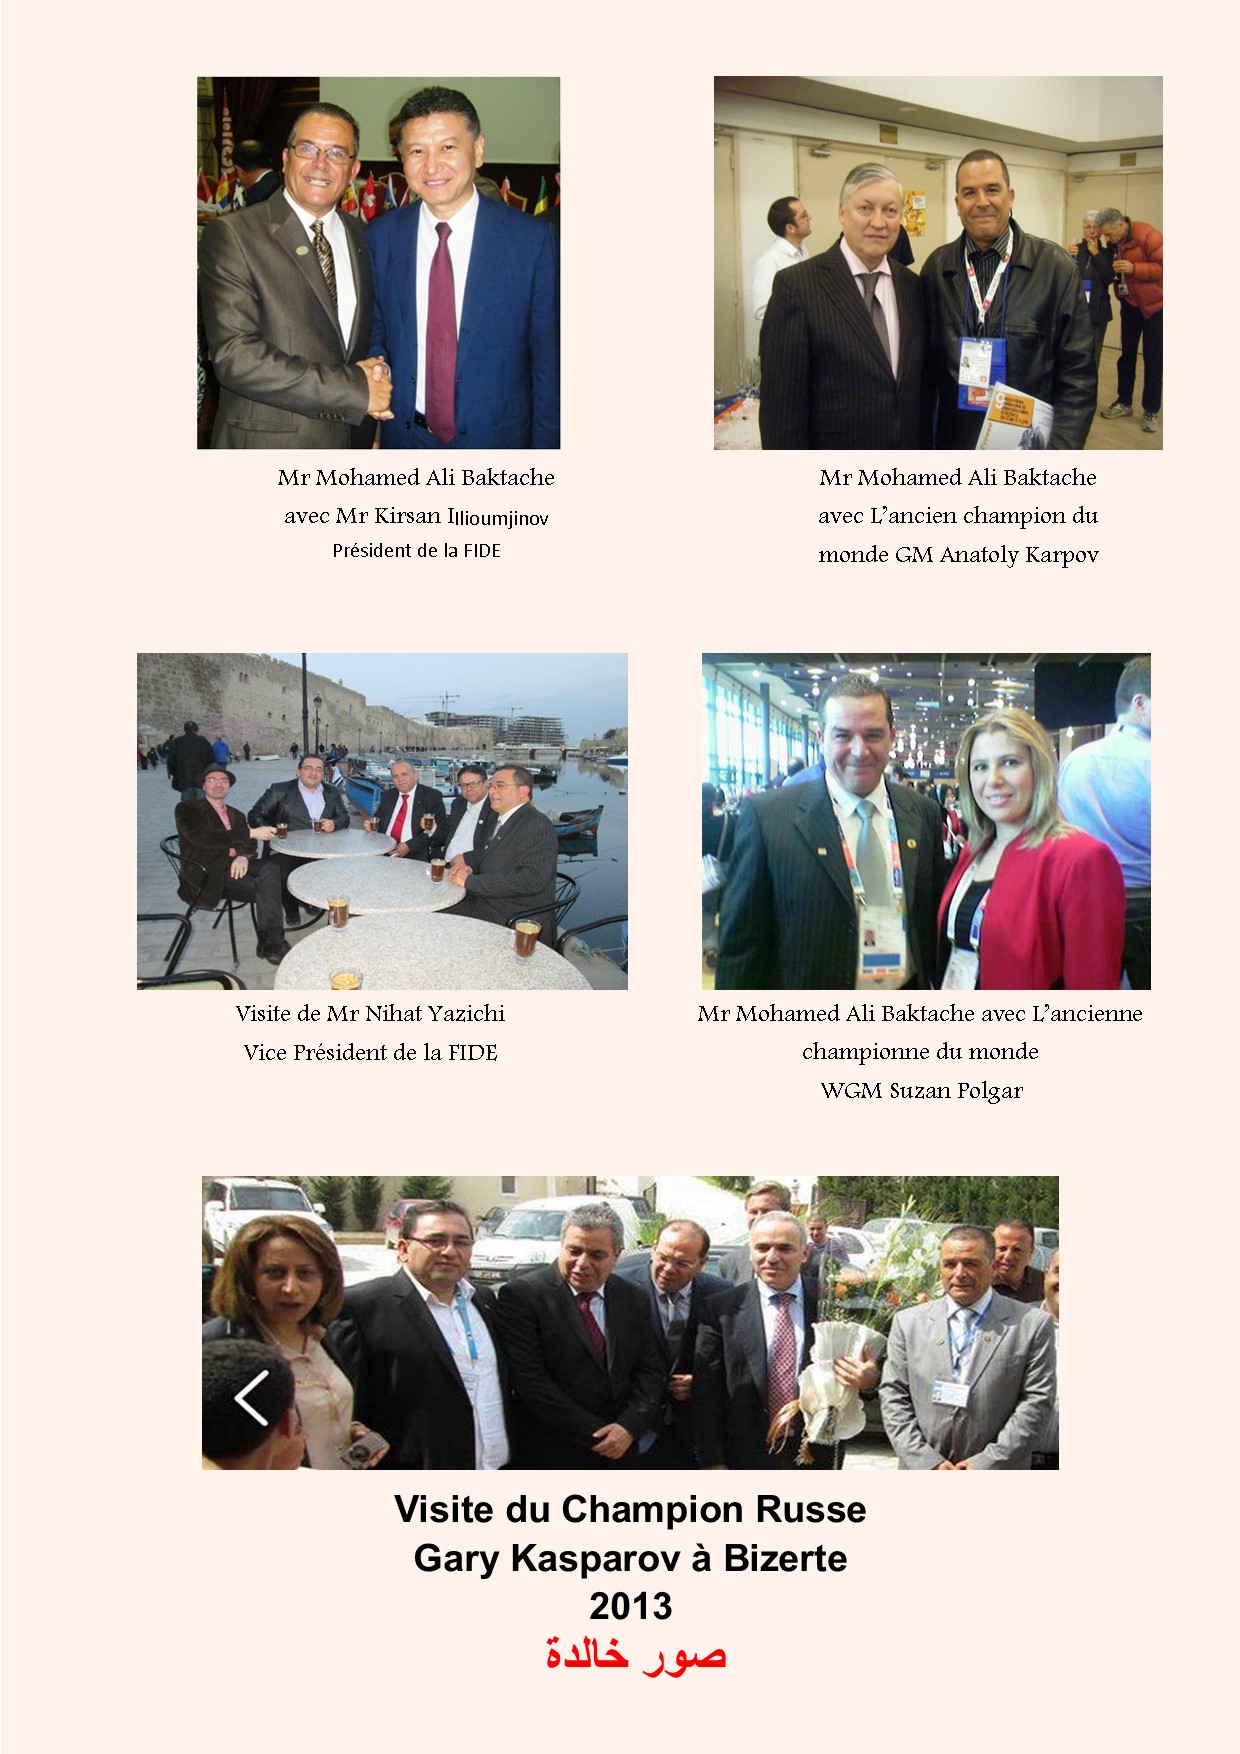 Mr Mohamed Ali Baktache
avec Mr Kirsan Illioumjinov
Président de la FIDE
Mr Mohamed Ali Baktache
avec L'ancien champion du
monde GM Anatoly Karpov
Visite de Mr Nihat Yazichi
Vice Président de la FIDE
Mr Mohamed Ali Baktache avec L'ancienne
championne du monde
WGM Suzan Polgar
Visite du Champion Russe
Gary Kasparov à Bizerte
2013
صور خالدة